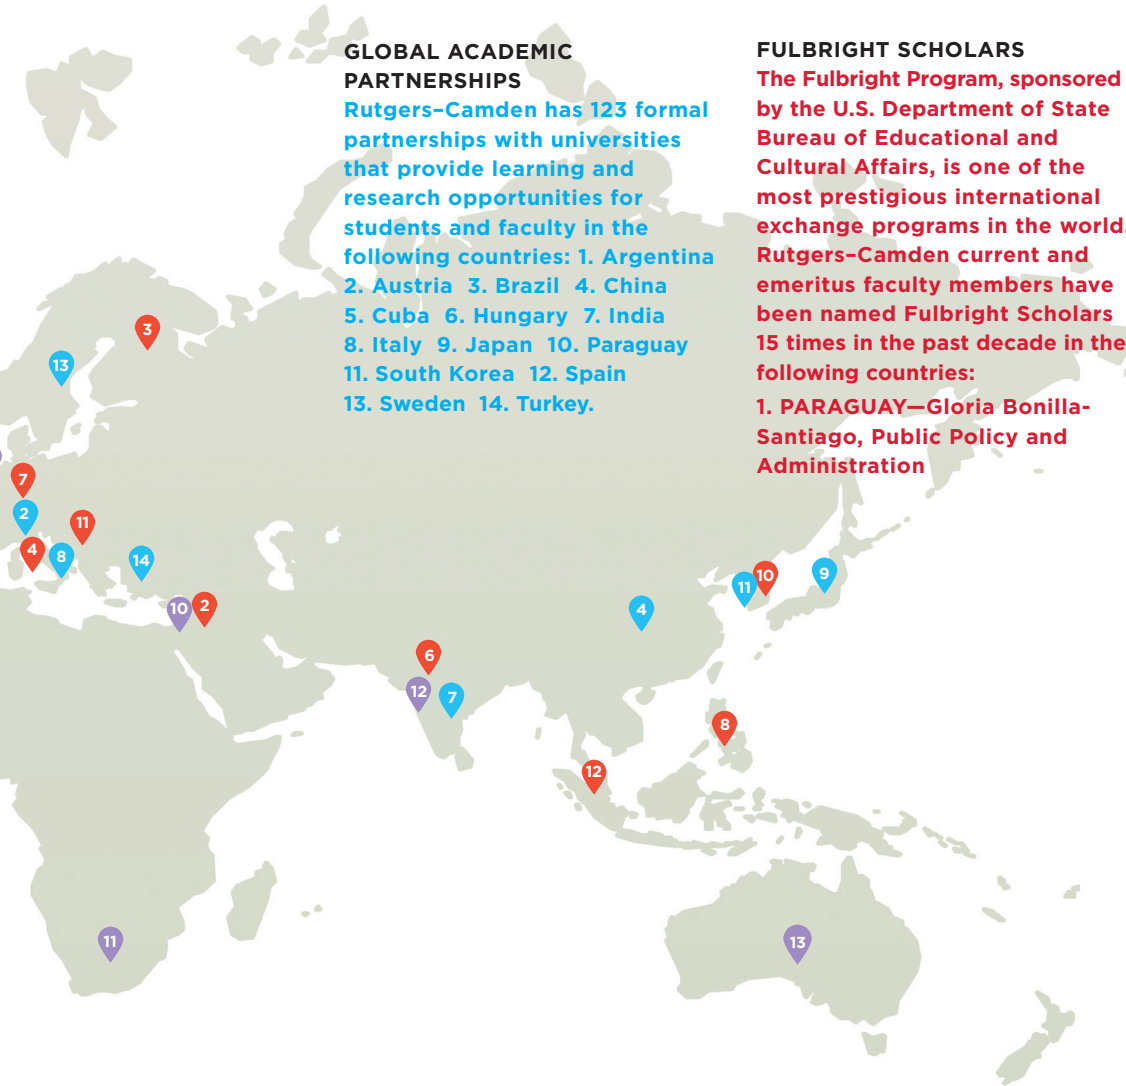 GLOBAL ACADEMIC
PARTNERSHIPS
Rutgers–Camden has 123 formal
partnerships with universities
that provide learning and
research opportunities for
students and faculty in the
following countries: 1. Argentina
2. Austria 3. Brazil 4. China
5. Cuba 6. Hungary 7. India
8. Italy 9. Japan 10. Paraguay
11. South Korea 12. Spain
13. Sweden 14. Turkey.
FULBRIGHT SCHOLARS
The Fulbright Program, sponsored
by the U.S. Department of State
Bureau of Educational and
Cultural Affairs, is one of the
most prestigious international
exchange programs in the world.
Rutgers–Camden current and
emeritus faculty members have
been named Fulbright Scholars
15 times in the past decade in the
following countries:
1. PARAGUAY—Gloria Bonilla-
Santiago, Public Policy and
Administration
3
13
7
2
11
4
8
14
10
2
6
12
7
4
11
10
9
8
12
11
13